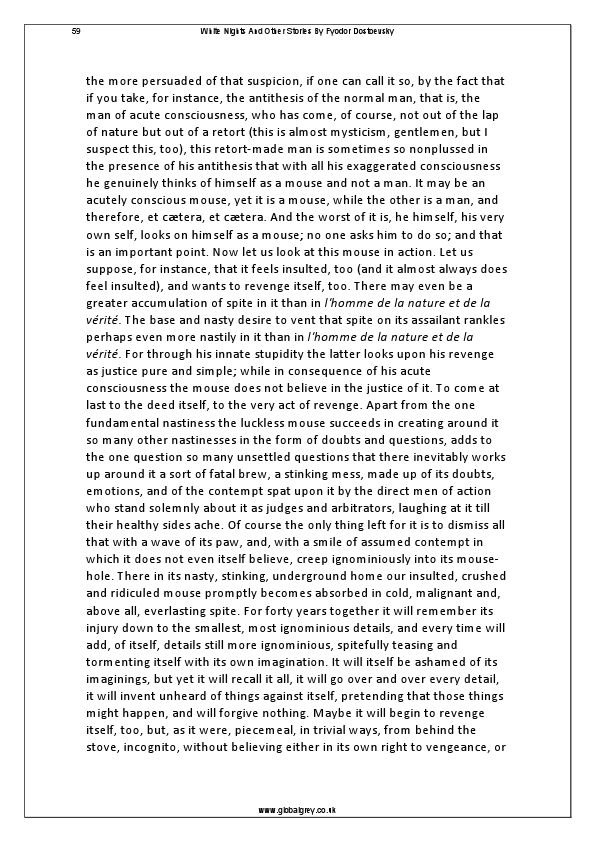 59 White Nights And Other Stories By Fyodor Dostoevsky
the more persuaded of that suspicion, if one can call it so, by the fact that
if you take, for instance, the antithesis of the normal man, that is, the
man of acute consciousness, who has come, of course, not out of the lap
of nature but out of a retort (this is almost mysticism, gentlemen, but I
suspect this, too), this retort-made man is sometimes so nonplussed in
the presence of his antithesis that with all his exaggerated consciousness
he genuinely thinks of himself as a mouse and not a man. It may be an
acutely conscious mouse, yet it is a mouse, while the other is a man, and
therefore, et cætera, et cætera. And the worst of it is, he himself, his very
own self, looks on himself as a mouse; no one asks him to do so; and that
is an important point. Now let us look at this mouse in action. Let us
suppose, for instance, that it feels insulted, too (and it almost always does
feel insulted), and wants to revenge itself, too. There may even be a
greater accumulation of spite in it than in l'homme de la nature et de la
vérité. The base and nasty desire to vent that spite on its assailant rankles
perhaps even more nastily in it than in l'homme de la nature et de la
vérité. For through his innate stupidity the latter looks upon his revenge
as justice pure and simple; while in consequence of his acute
consciousness the mouse does not believe in the justice of it. To come at
last to the deed itself, to the very act of revenge. Apart from the one
fundamental nastiness the luckless mouse succeeds in creating around it
so many other nastinesses in the form of doubts and questions, adds to
the one question so many unsettled questions that there inevitably works
up around it a sort of fatal brew, a stinking mess, made up of its doubts,
emotions, and of the contempt spat upon it by the direct men of action
who stand solemnly about it as judges and arbitrators, laughing at it till
their healthy sides ache. Of course the only thing left for it is to dismiss all
that with a wave of its paw, and, with a smile of assumed contempt in
which it does not even itself believe, creep ignominiously into its mouse-
hole. There in its nasty, stinking, underground home our insulted, crushed
and ridiculed mouse promptly becomes absorbed in cold, malignant and,
above all, everlasting spite. For forty years together it will remember its
injury down to the smallest, most ignominious details, and every time will
add, of itself, details still more ignominious, spitefully teasing and
tormenting itself with its own imagination. It will itself be ashamed of its
imaginings, but yet it will recall it all, it will go over and over every detail,
it will invent unheard of things against itself, pretending that those things
might happen, and will forgive nothing. Maybe it will begin to revenge
itself, too, but, as it were, piecemeal, in trivial ways, from behind the
stove, incognito, without believing either in its own right to vengeance, or
www.globalgrey.co.uk